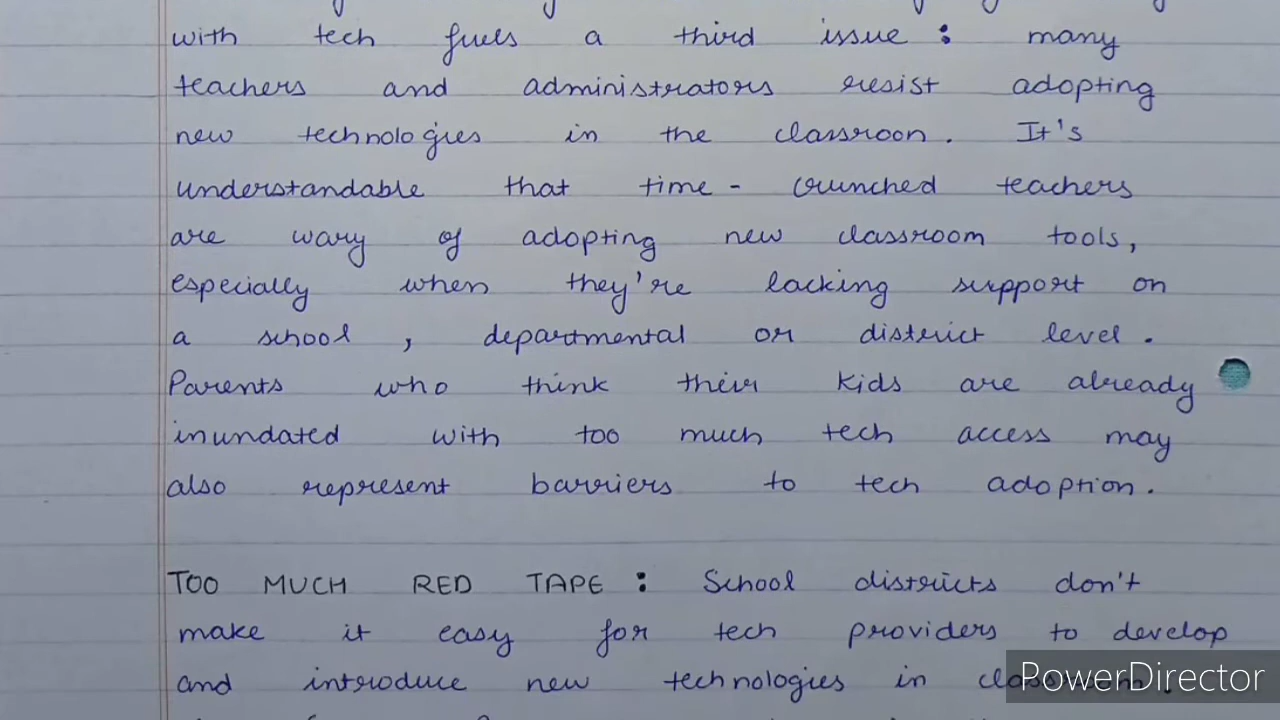 with tech fuels a third issue : many
teachers and administrators resist adopting
new technologies in the classroon. It's
understandable that time - crunched teachers
are wary of adopting new classroom tools,
especially when they're lacking support on
a school , departmental or district level .
Parents who think their kids are already
inundated with too much tech access may
also represent barriers to tech adoption.
TOO MUCH RED TAPE : School districts don't
make it easy for tech providers to develop
and introduce new technologies in
PowerDirector